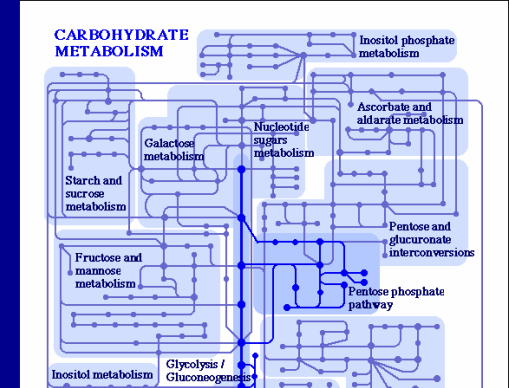 CARBOHYDRATE
METABOLISM
Inositol phosphate
metabolism
Ascorbate and
aldarate metabolism
Nucleotide
sugars
metabolism
Galactose
metabolism
Starch and
sucrose
metabolism
Pentose and
glucuronate
interconversions
Fructose and
mannose
metabolism
Pentose phosphate
pathway
Inositol metabolism
Glycolysis /
Gluconeogenesis